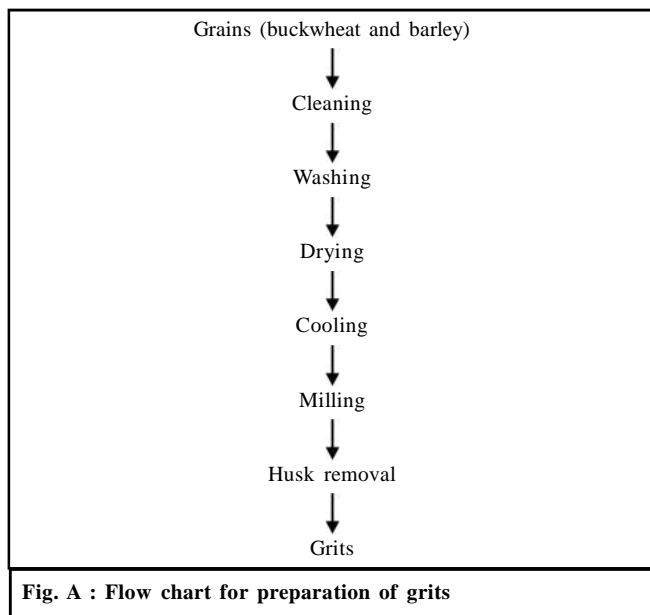 Grains (buckwheat and barley)
Cleaning
Washing
Drying
Cooling
Milling
Husk removal
Grits
Fig. A : Flow chart for preparation of grits